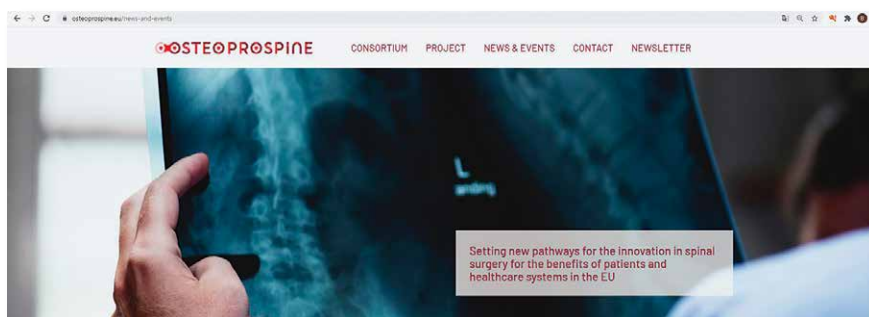 osteoprospine.eu/news-and-events
OSTEOPROSPINE
CONSORTIUM PROJECT NEWS & EVENTS CONTACT NEWSLETTER
L
Setting new pathways for the innovation in spinal
surgery for the benefits of patients and
healthcare systems in the EU